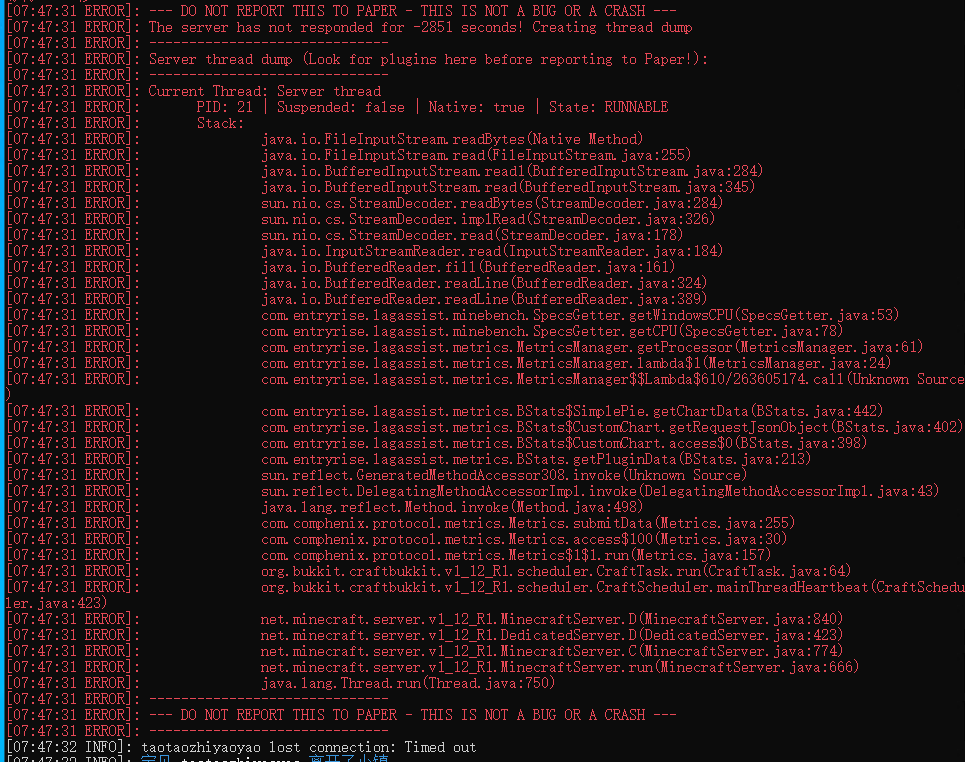 [07:47:31 ERROR]: --- DO NOT REPORT THIS TO PAPER - THIS IS NOT A BUG OR A CRASH ---
[07:47:31 ERROR]: The server has not responded for -2851 seconds! Creating thread dump
[07:47:31 ERROR]: ------------------------------
[07:47:31 ERROR]: Server thread dump (Look for plugins here before reporting to Paper!):
[07:47:31 ERROR]: ------------------------------
[07:47:31 ERROR]: Current Thread: Server thread
[07:47:31 ERROR]: PID: 21 | Suspended: false | Native: true | State: RUNNABLE
[07:47:31 ERROR]: Stack:
[07:47:31 ERROR]: java.io.FileInputStream.readBytes(Native Method)
[07:47:31 ERROR]: java.io.FileInputStream.read(FileInputStream.java:255)
[07:47:31 ERROR]: java.io.BufferedInputStream.read1(BufferedInputStream.java:284)
[07:47:31 ERROR]: java.io.BufferedInputStream.read(BufferedInputStream.java:345)
[07:47:31 ERROR]: sun.nio.cs.StreamDecoder.readBytes(StreamDecoder.java:284)
[07:47:31 ERROR]: sun.nio.cs.StreamDecoder.implRead(StreamDecoder.java:326)
[07:47:31 ERROR]: sun.nio.cs.StreamDecoder.read(StreamDecoder.java:178)
[07:47:31 ERROR]: java.io.InputStreamReader.read(InputStreamReader.java:184)
[07:47:31 ERROR]: java.io.BufferedReader.fill(BufferedReader.java:161)
[07:47:31 ERROR]: java.io.BufferedReader.readLine(BufferedReader.java:324)
[07:47:31 ERROR]: java.io.BufferedReader.readLine(BufferedReader.java:389)
[07:47:31 ERROR]: com.entryrise.lagassist.minebench.SpecsGetter.getWindowsCPU(SpecsGetter.java:53)
[07:47:31 ERROR]: com.entryrise.lagassist.minebench.SpecsGetter.getCPU(SpecsGetter.java:78)
[07:47:31 ERROR]: com.entryrise.lagassist.metrics.MetricsManager.getProcessor(MetricsManager.java:61)
[07:47:31 ERROR]: com.entryrise.lagassist.metrics.MetricsManager.lambda$1(MetricsManager.java:24)
[07:47:31 ERROR]: com.entryrise.lagassist.metrics.MetricsManager$$Lambda$610/263605174.call(Unknown Source
)
[07:47:31 ERROR]: com.entryrise.lagassist.metrics.BStats$SimplePie.getChartData(BStats.java:442)
[07:47:31 ERROR]: com.entryrise.lagassist.metrics.BStats$CustomChart.getRequestJsonObject(BStats.java:402)
[07:47:31 ERROR]: com.entryrise.lagassist.metrics.BStats$CustomChart.access$0(BStats.java:398)
[07:47:31 ERROR]: com.entryrise.lagassist.metrics.BStats.getPluginData(BStats.java:213)
[07:47:31 ERROR]: sun.reflect.GeneratedMethodAccessor308.invoke(Unknown Source)
[07:47:31 ERROR]: sun.reflect.DelegatingMethodAccessorImpl.invoke(DelegatingMethodAccessorImpl.java:43)
[07:47:31 ERROR]: java.lang.reflect.Method.invoke(Method.java:498)
[07:47:31 ERROR]: com.comphenix.protocol.metrics.Metrics.submitData(Metrics.java:255)
[07:47:31 ERROR]: com.comphenix.protocol.metrics.Metrics.access$100(Metrics.java:30)
[07:47:31 ERROR]: com.comphenix.protocol.metrics.Metrics$1$1.run(Metrics.java:157)
[07:47:31 ERROR]: org.bukkit.craftbukkit.v1_12_R1.scheduler.CraftTask.run(CraftTask.java:64)
[07:47:31 ERROR]: org.bukkit.craftbukkit.v1_12_R1.scheduler.CraftScheduler.mainThreadHeartbeat(CraftSchedu
ler.java:423)
[07:47:31 ERROR]: net.minecraft.server.v1_12_R1.MinecraftServer.D(MinecraftServer.java:840)
[07:47:31 ERROR]: net.minecraft.server.v1_12_R1.DedicatedServer.D(DedicatedServer.java:423)
[07:47:31 ERROR]: net.minecraft.server.v1_12_R1.MinecraftServer.C(MinecraftServer.java:774)
[07:47:31 ERROR]: net.minecraft.server.v1_12_R1.MinecraftServer.run(MinecraftServer.java:666)
[07:47:31 ERROR]: java.lang.Thread.run(Thread.java:750)
[07:47:31 ERROR]: ------------------------------
[07:47:31 ERROR]: --- DO NOT REPORT THIS TO PAPER - THIS IS NOT A BUG OR A CRASH ---
[07:47:31 ERROR]: ------------------------------
[07:47:32 INFO]: taotaozhiyaoyao lost connection: Timed out
[07:47:32 INFO]: taotaozhiyaoyao